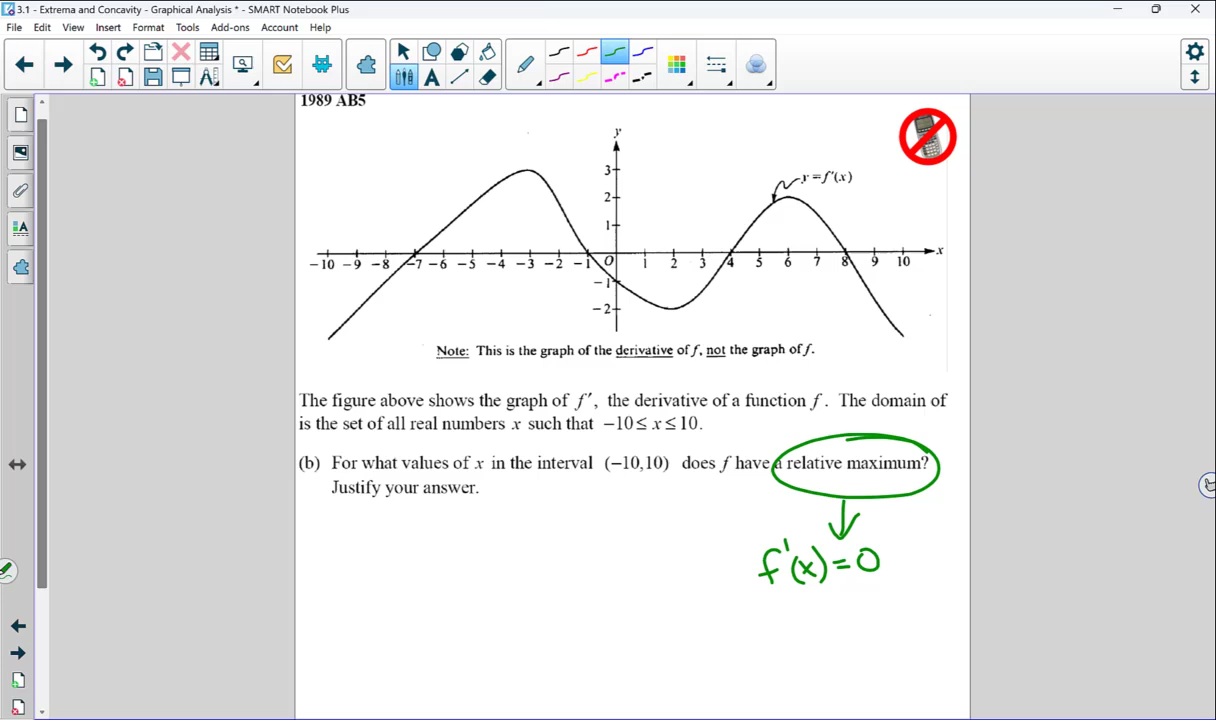 3.1 - Extrema and Concavity - Graphical Analysis * - SMART Notebook Plus
File Edit View Insert Format Tools Add-ons Account Help
1989 AB5
y
3
2
1
y = f'(x)
x
-10 -9 -8 -7 -6 -5 -4 -3 -2 -1 O 1 2 3 4 5 6 7 8 9 10
-1
-2
Note: This is the graph of the derivative of f, not the graph of f.
The figure above shows the graph of f′, the derivative of a function f. The domain of
is the set of all real numbers x such that −10 ≤ x ≤ 10.
(b) For what values of x in the interval (−10,10) does f have a relative maximum?
Justify your answer.
f'(x)=0